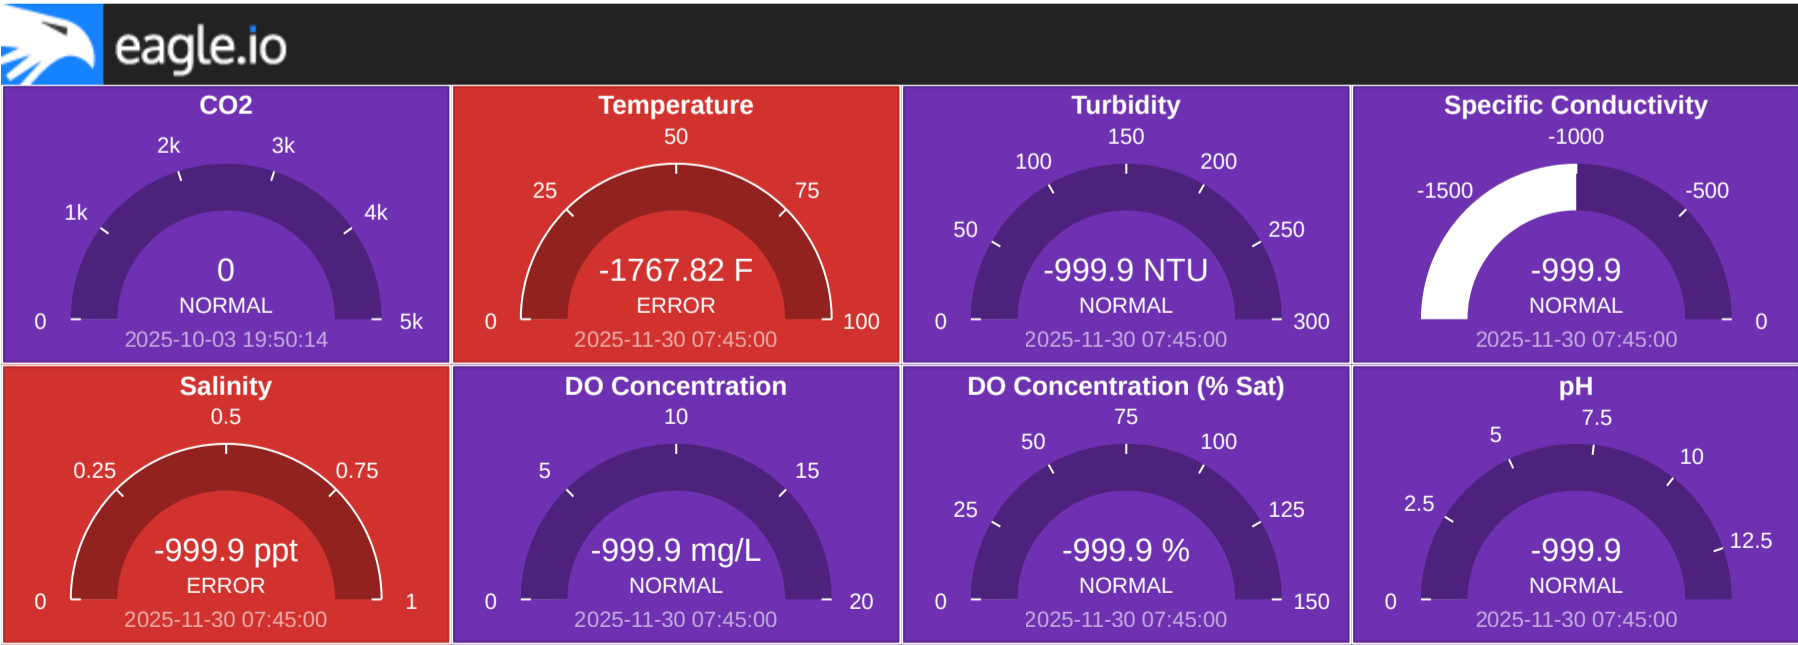 eagle.io
CO2
2k 3k
1k 4k
0
NORMAL
0 5k
2025-10-03 19:50:14
Temperature
50
25 75
-1767.82 F
ERROR
0 100
2025-11-30 07:45:00
Turbidity
150
100 200
50 250
-999.9 NTU
NORMAL
0 300
2025-11-30 07:45:00
Specific Conductivity
-1000
-1500 -500
-999.9
NORMAL
0
2025-11-30 07:45:00
Salinity
0.5
0.25 0.75
-999.9 ppt
ERROR
0 1
2025-11-30 07:45:00
DO Concentration
10
5 15
-999.9 mg/L
NORMAL
0 20
2025-11-30 07:45:00
DO Concentration (% Sat)
75
50 100
25 125
-999.9 %
NORMAL
0 150
2025-11-30 07:45:00
pH
7.5
5 10
2.5 12.5
-999.9
NORMAL
0
2025-11-30 07:45:00